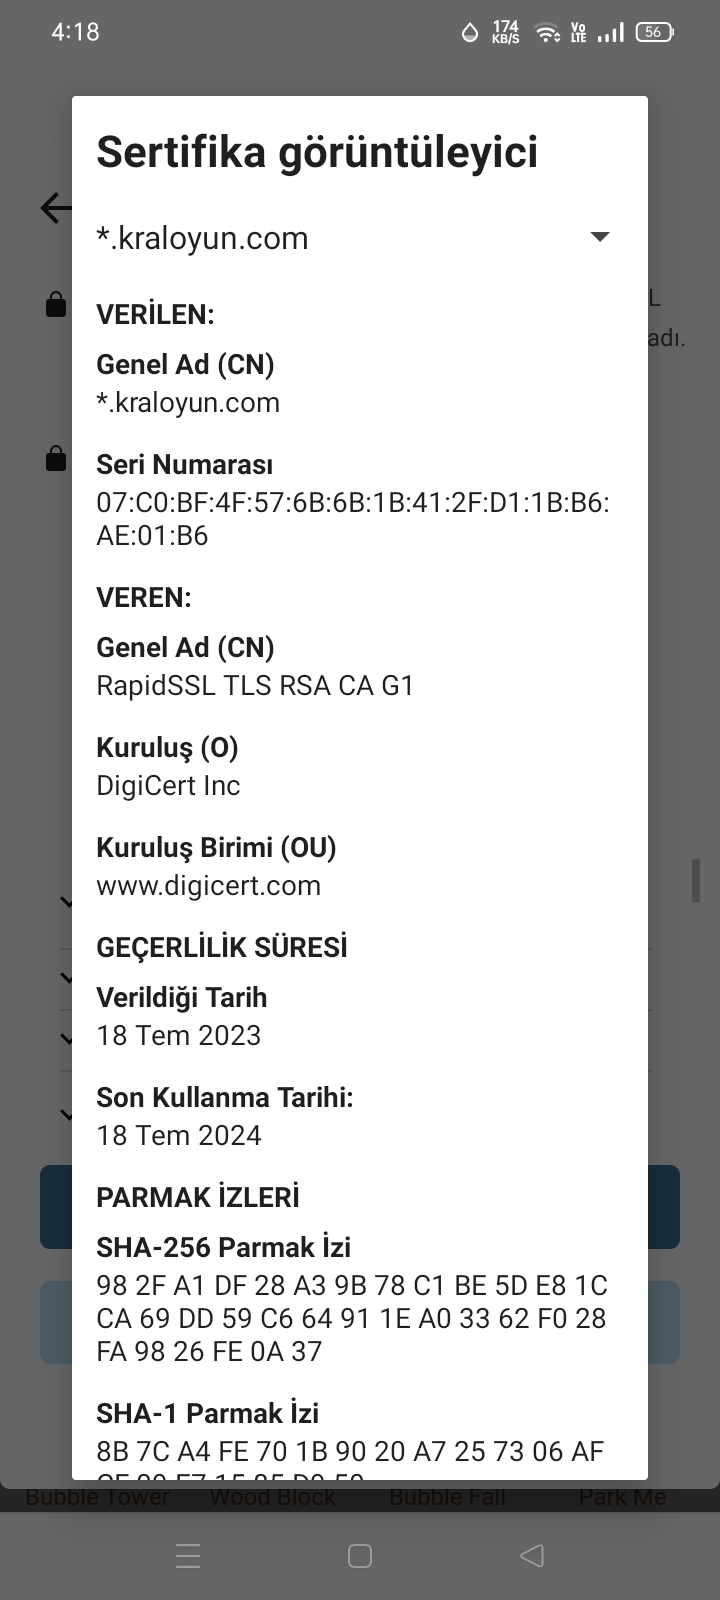 4:18
174
KB/S
Vo
LTE
56
Sertifika görüntüleyici
*.kraloyun.com
L
VERİLEN:
adı.
Genel Ad (CN)
*.kraloyun.com
Seri Numarası
07:C0:BF:4F:57:6B:6B:1B:41:2F:D1:1B:B6:
AE:01:B6
VEREN:
Genel Ad (CN)
RapidSSL TLS RSA CA G1
Kuruluş (O)
DigiCert Inc
Kuruluş Birimi (OU)
www.digicert.com
GEÇERLİLİK SÜRESİ
Verildiği Tarih
18 Tem 2023
Son Kullanma Tarihi:
18 Tem 2024
PARMAK İZLERİ
SHA-256 Parmak İzi
98 2F A1 DF 28 A3 9B 78 C1 BE 5D E8 1C
CA 69 DD 59 C6 64 91 1E A0 33 62 F0 28
FA 98 26 FE 0A 37
SHA-1 Parmak İzi
8B 7C A4 FE 70 1B 90 20 A7 25 73 06 AF
Bubble Tower Wood Block Bubble Fall Park Me